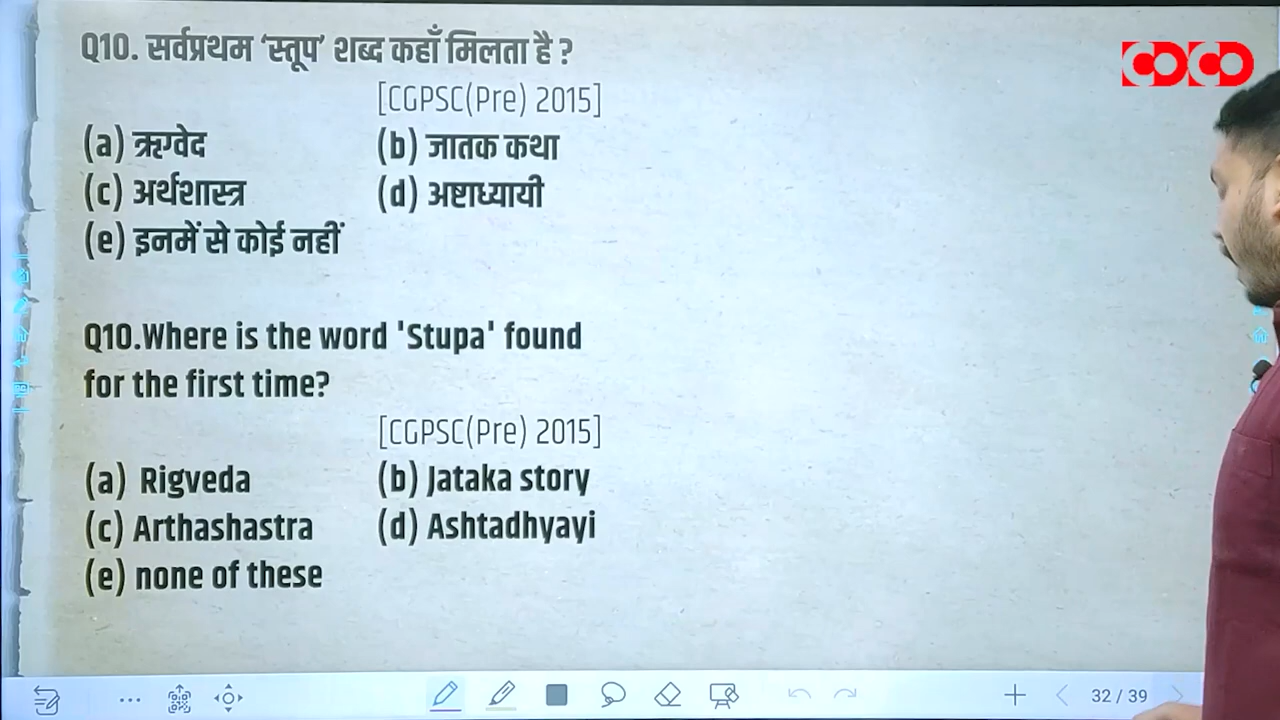 Q10. सर्वप्रथम ‘स्तूप’ शब्द कहाँ मिलता है ?
[CGPSC(Pre) 2015]
(a) ऋग्वेद (b) जातक कथा
(c) अर्थशास्त्र (d) अष्टाध्यायी
(e) इनमें से कोई नहीं
Q10.Where is the word 'Stupa' found
for the first time?
[CGPSC(Pre) 2015]
(a) Rigveda (b) Jataka story
(c) Arthashastra (d) Ashtadhyayi
(e) none of these
32 / 39